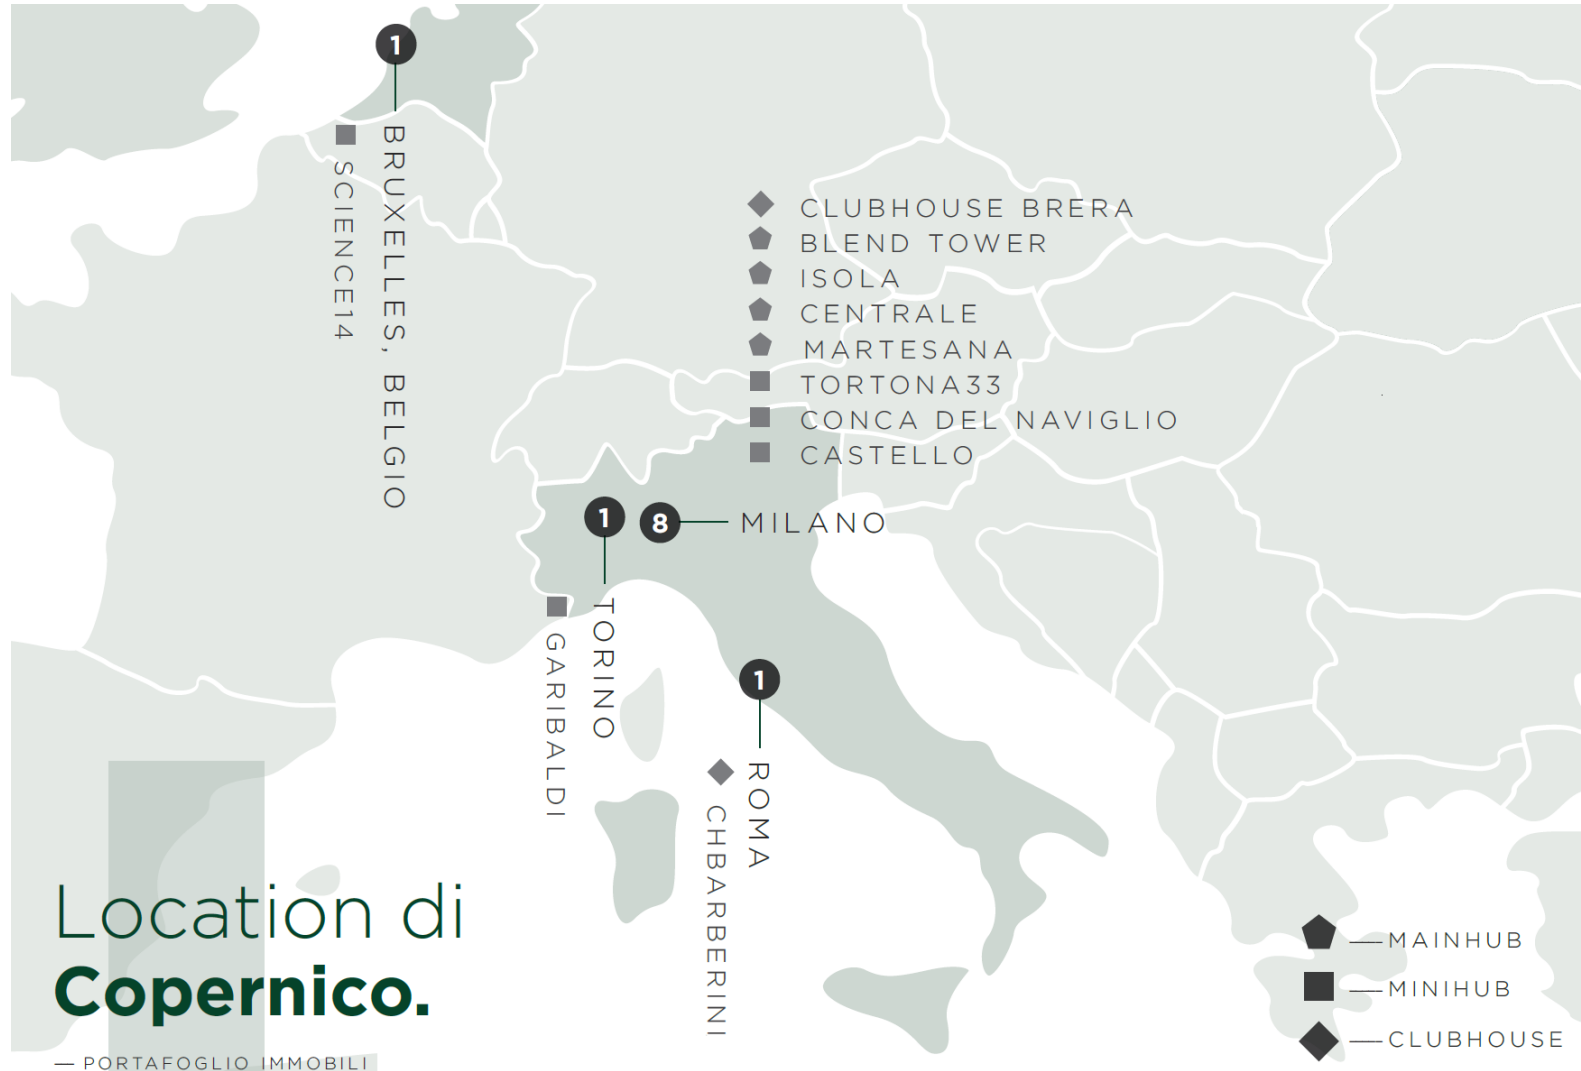 1
BRUXELLES, BELGIO
SCIENCE14
CLUBHOUSE BRERA
BLEND TOWER
ISOLA
CENTRALE
MARTESANA
TORTONA33
CONCA DEL NAVIGLIO
CASTELLO
1
8
MILANO
TORINO
GARIBALDI
1
ROMA
CHBARBERINI
Location di
Copernico.
— PORTAFOGLIO IMMOBILI
MAINHUB
MINIHUB
CLUBHOUSE